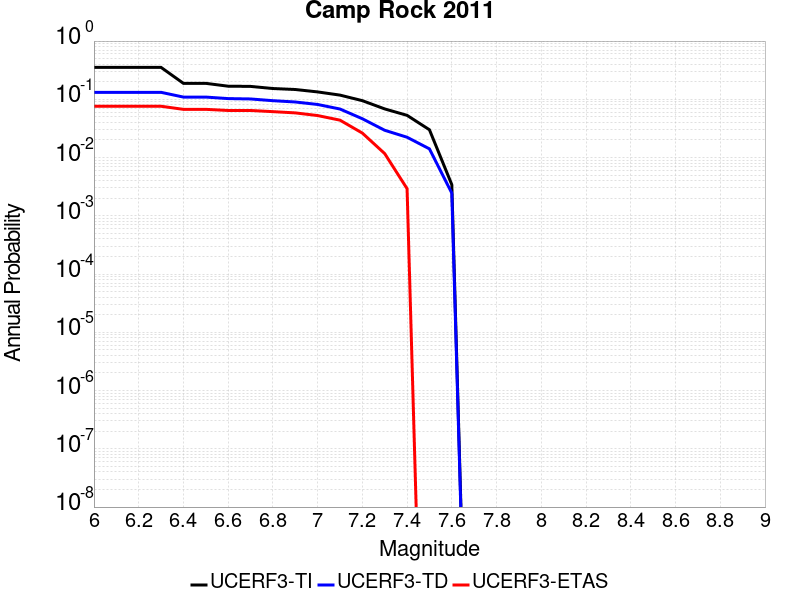 Camp Rock 2011
10^0
10^-1
10^-2
10^-3
10^-4
10^-5
10^-6
10^-7
10^-8
Annual Probability
6 6.2 6.4 6.6 6.8 7 7.2 7.4 7.6 7.8 8 8.2 8.4 8.6 8.8 9
Magnitude
UCERF3-TI UCERF3-TD UCERF3-ETAS